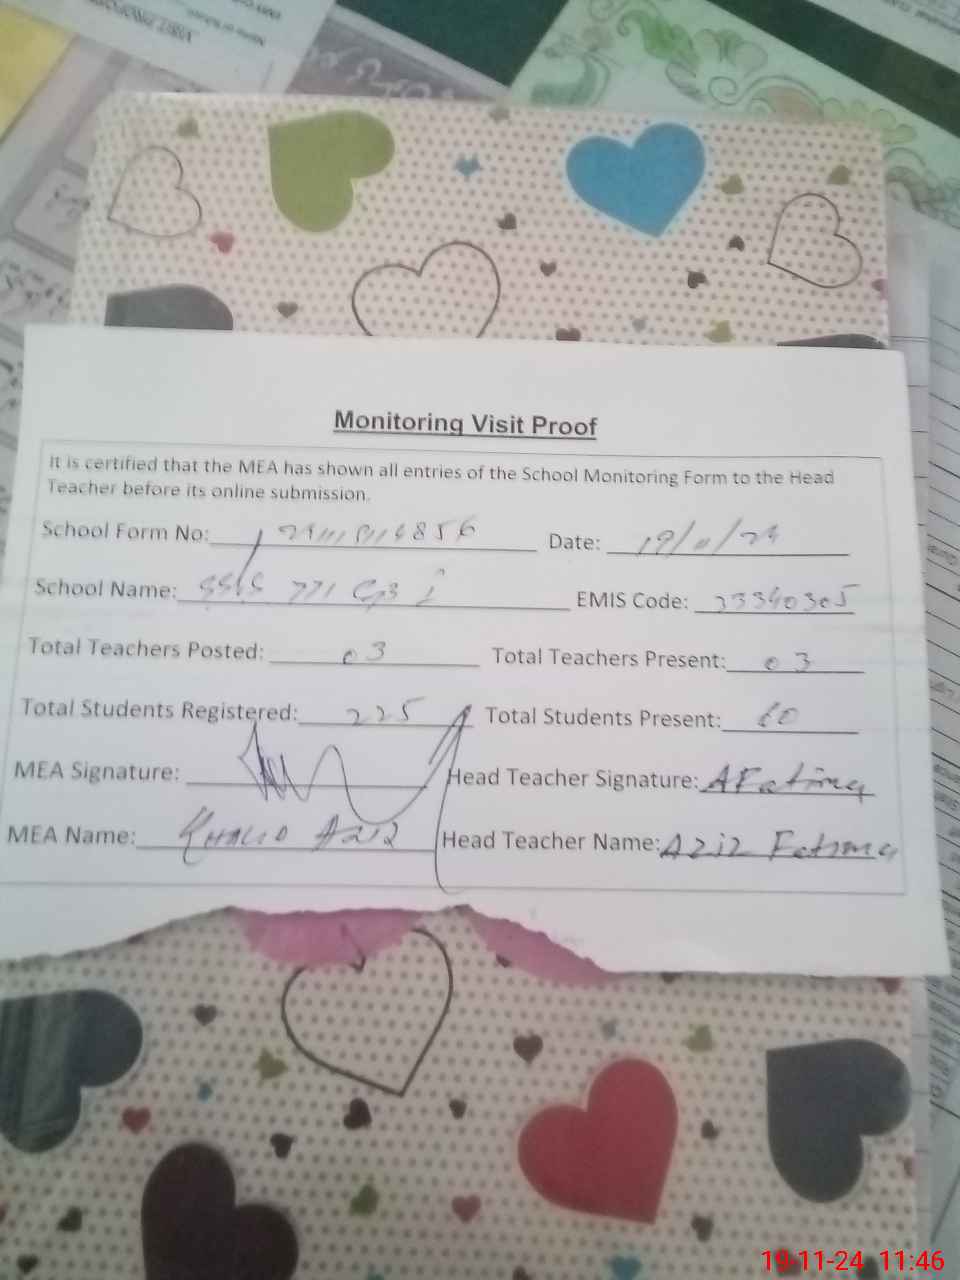 Monitoring Visit Proof
It is certified that the MEA has shown all entries of the School Monitoring Form to the Head
Teacher before its online submission.
School Form No: Date: 19/11/24
School Name: 771 EMIS Code: 33340305
Total Teachers Posted: 03 Total Teachers Present: 03
Total Students Registered: 225 Total Students Present: 60
MEA Signature: Head Teacher Signature: AFatima
MEA Name: KHALID AZIZ Head Teacher Name: Aziz Fatima
19-11-24 11:46